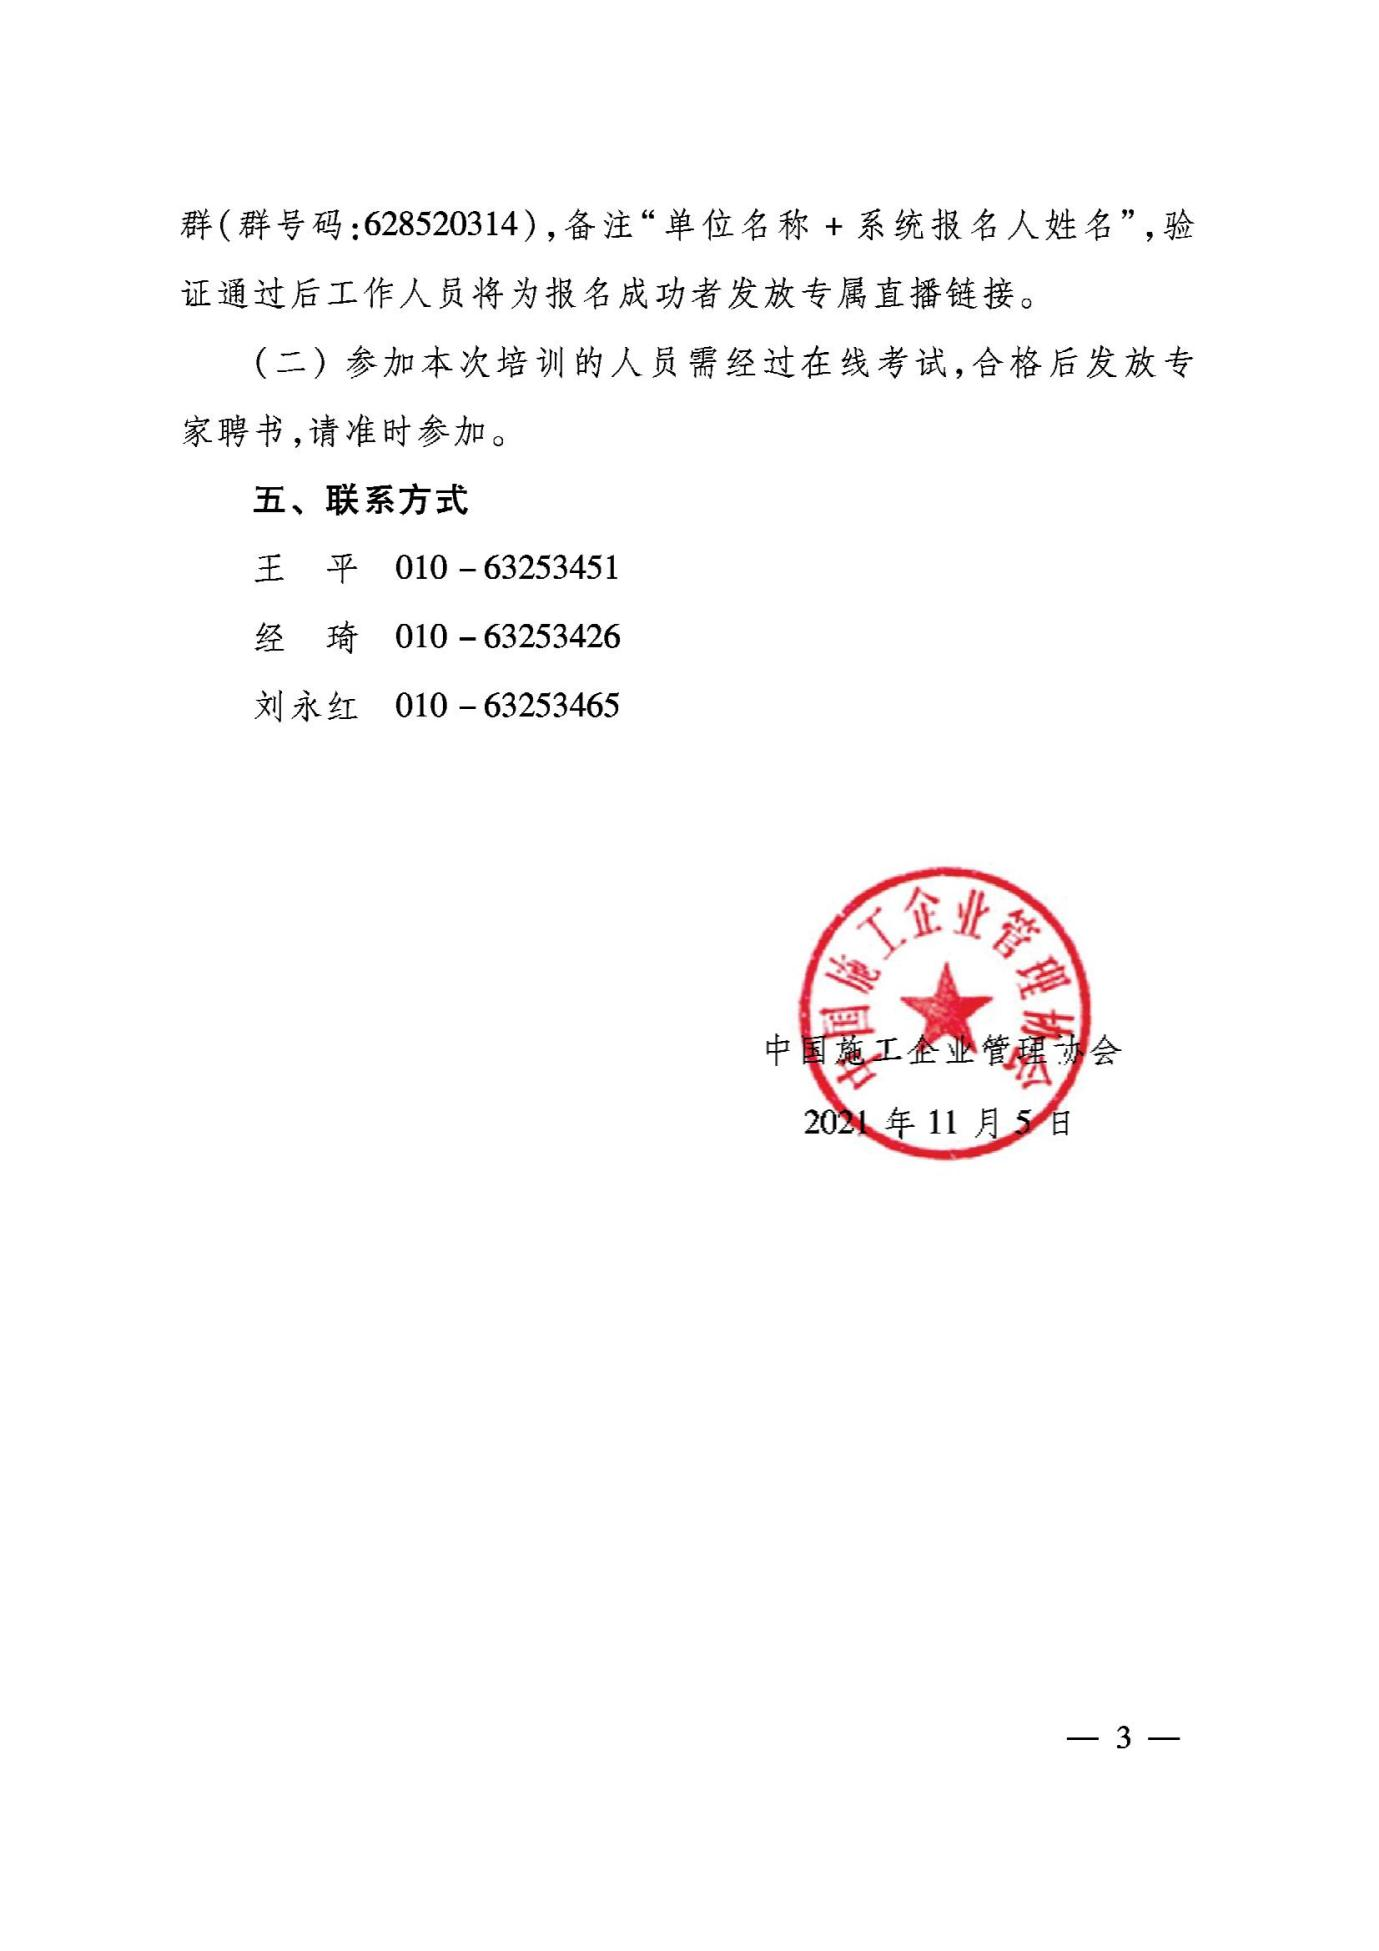 群(群号码:628520314),备注“单位名称 + 系统报名人姓名”,验
证通过后工作人员将为报名成功者发放专属直播链接。
(二) 参加本次培训的人员需经过在线考试,合格后发放专
家聘书,请准时参加。
五、联系方式
王 平 010-63253451
经 琦 010-63253426
刘永红 010-63253465
中国施工企业管理协会
中国施工企业管理协会
2021 年 11 月 5 日
— 3 —